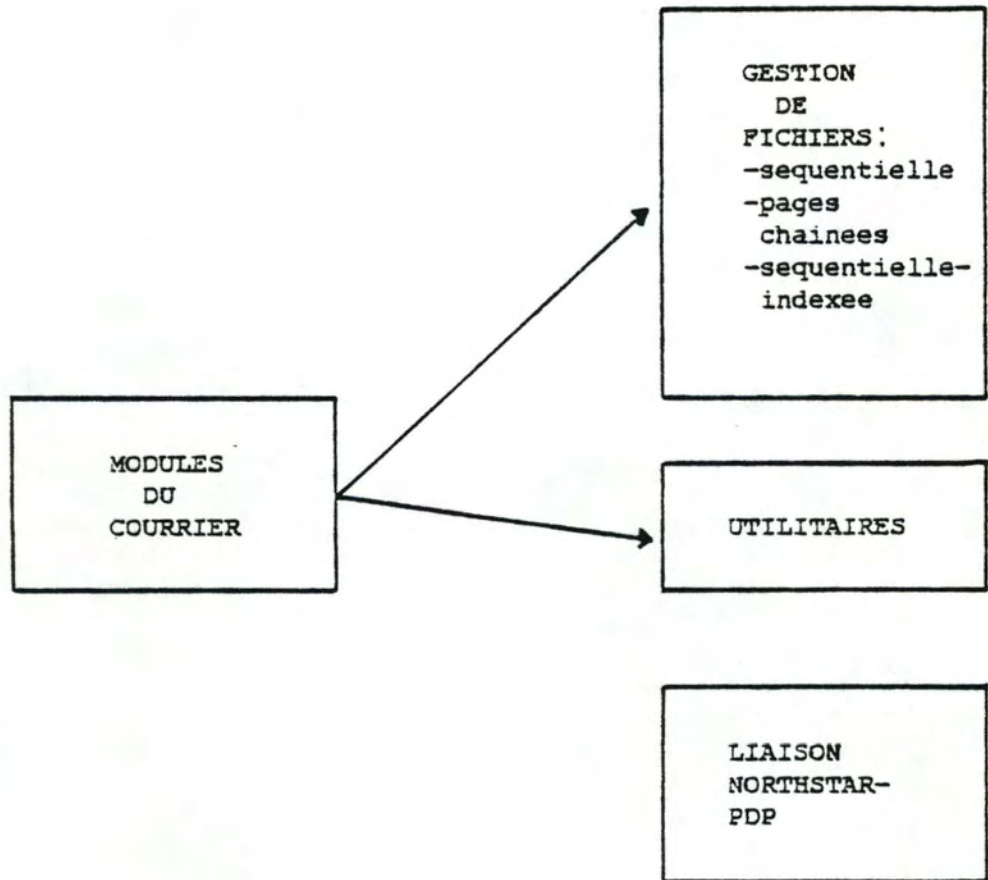 GESTION
DE
FICHIERS:
-sequentielle
-pages
chainees
-sequentielle-
indexee
MODULES
DU
COURRIER
UTILITAIRES
LIAISON
NORTHSTAR-
PDP